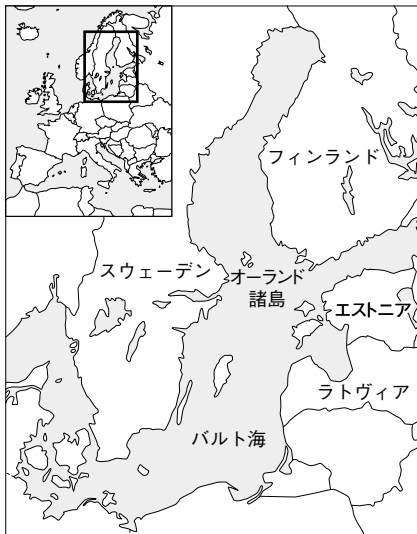 フィンランド
スウェーデン
オーランド
諸島
エストニア
ラトヴィア
バルト海